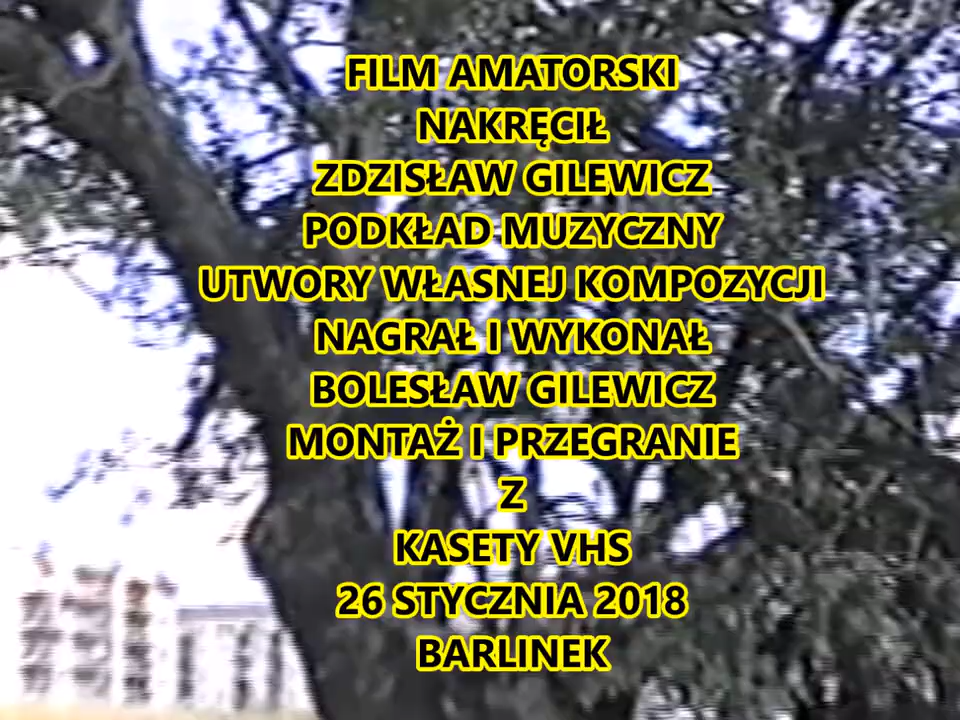 FILM AMATORSKI
NAKRĘCIŁ
ZDZISŁAW GILEWICZ
PODKŁAD MUZYCZNY
UTWORY WŁASNEJ KOMPOZYCJI
NAGRAŁ I WYKONAŁ
BOLESŁAW GILEWICZ
MONTAŻ I PRZEGRANIE
Z
KASETY VHS
26 STYCZNIA 2018
BARLINEK